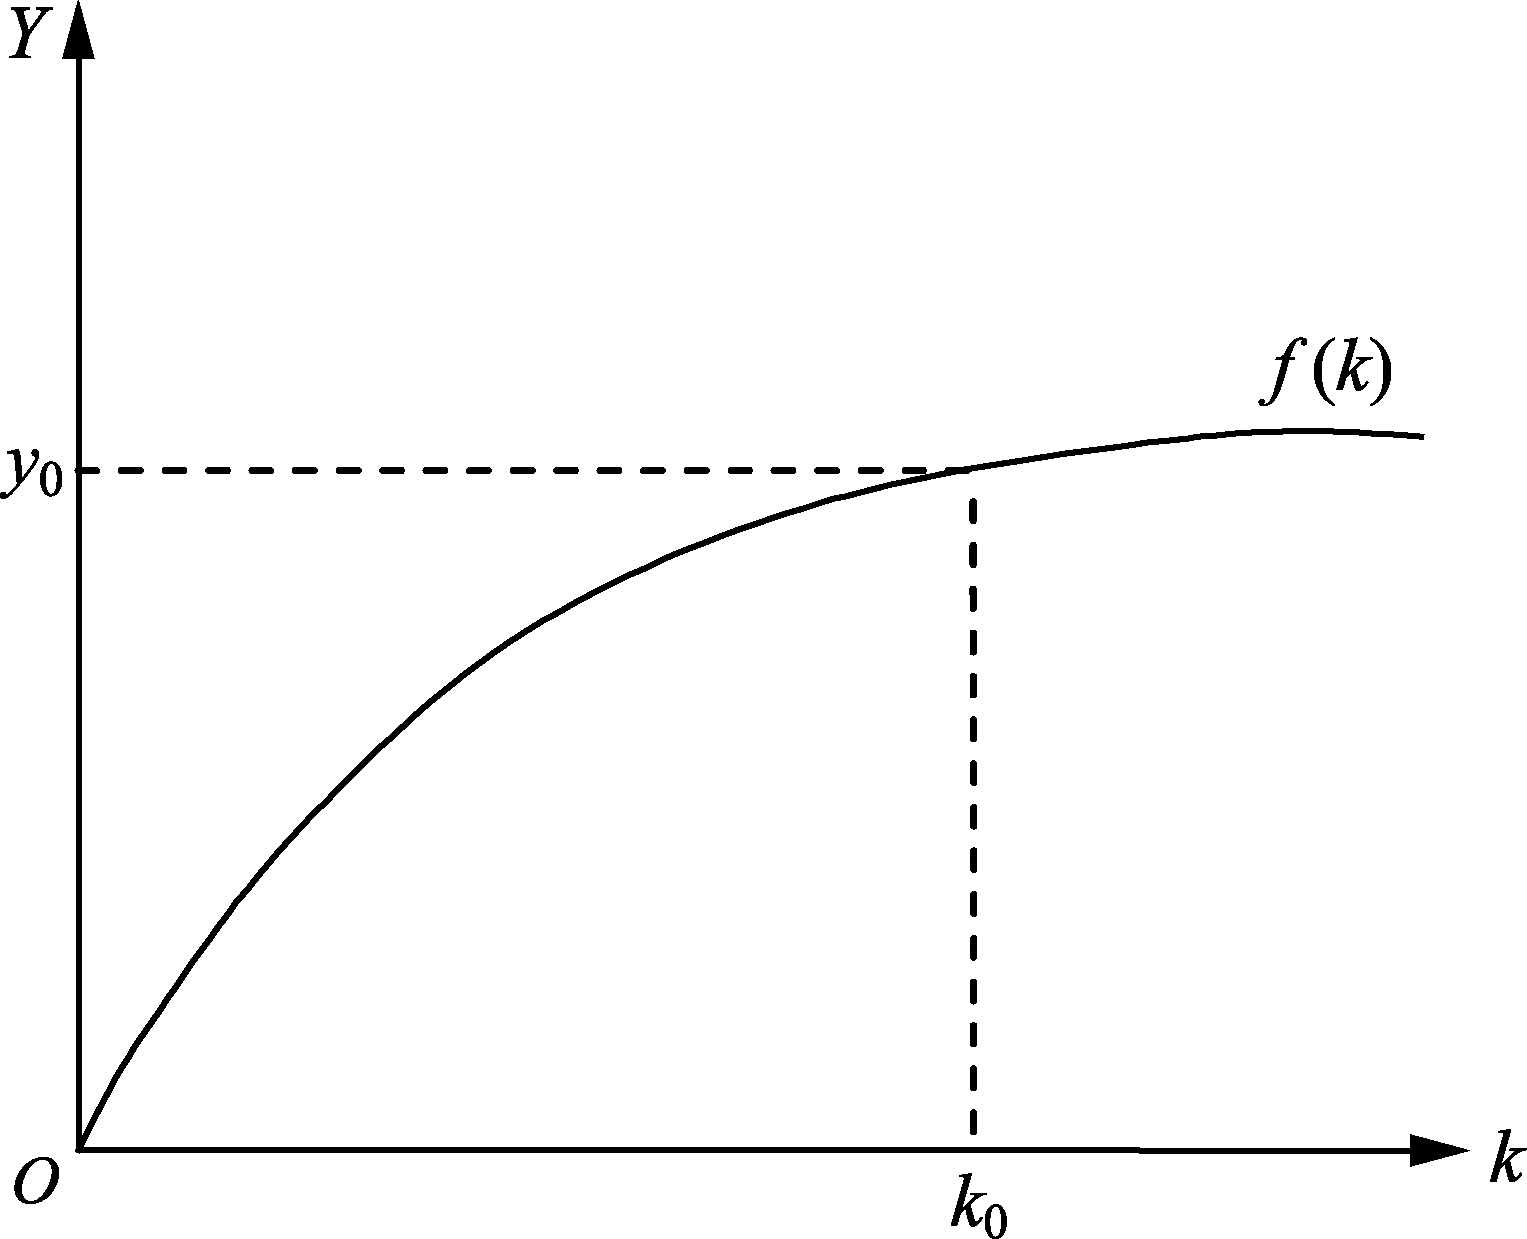 Y
f(k)
y₀
O
k₀
k